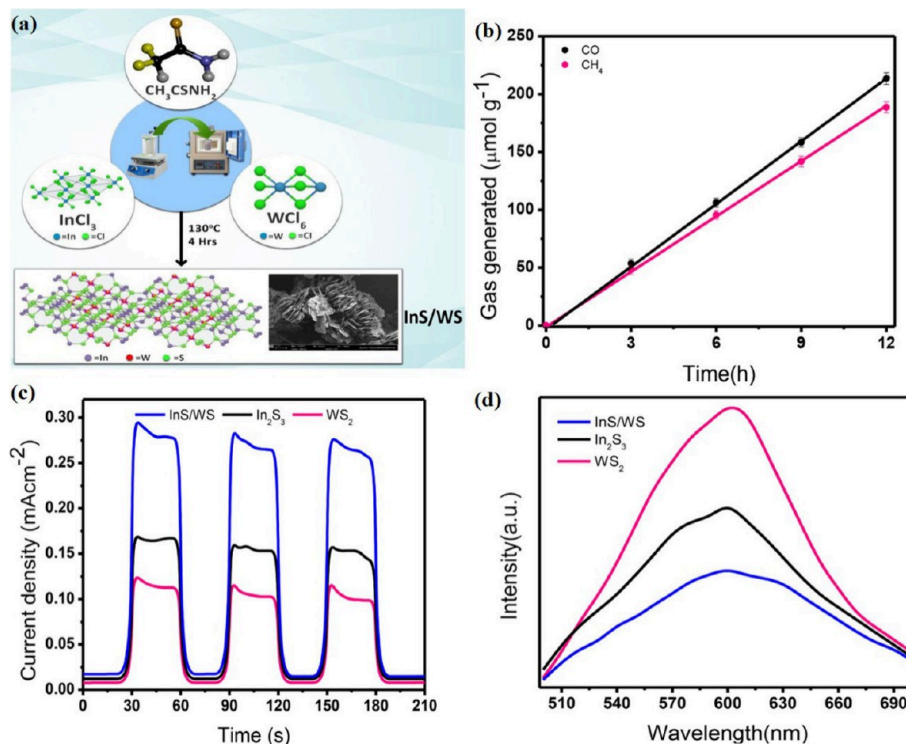 (a)
CH₃CSNH₂
InCl₃
=In =Cl
WCl₆
=W =Cl
130°C
4 Hrs
InS/WS
=In =W =S
(b)
CO
CH₄
Gas generated (μmol g⁻¹)
250
200
150
100
50
0
0 3 6 9 12
Time(h)
(c)
InS/WS In₂S₃ WS₂
Current density (mAcm⁻²)
0.30
0.25
0.20
0.15
0.10
0.05
0.00
0 30 60 90 120 150 180 210
Time (s)
(d)
InS/WS
In₂S₃
WS₂
Intensity(a.u.)
510 540 570 600 630 660 690
Wavelength(nm)